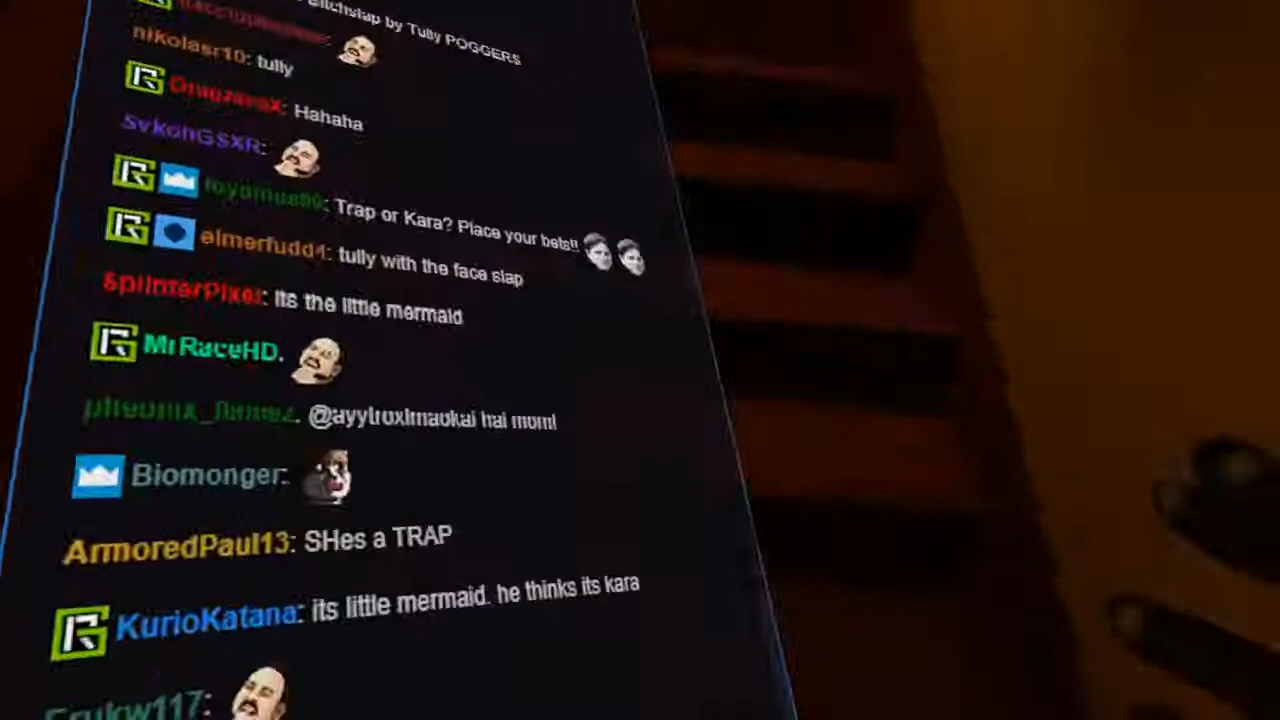 by Tully POGGERS
nikolasr10: tully
Hahaha
SvkohGSXR:
Trap or Kara? Place your bets!!
elmerfudd1: tully with the face slap
SplinterPixel: its the little mermaid
MrRaceHD:
hai mom!
Biomonger:
ArmoredPaul13: SHes a TRAP
KurioKatana: its little mermaid. he thinks its kara